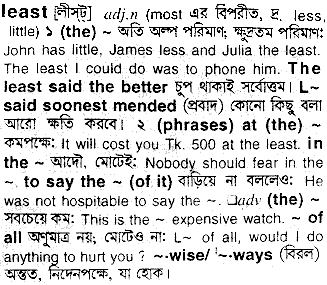 least [লীসট্] adj.n (most এর বিপরীত, দ্র. less,
little) ১ (the) ~ অতি অল্প পরিমাণ; ক্ষুদ্রতম পরিমাণ:
John has little, James less and Julia the least.
The least I could do was to phone him. The
least said the better চুপ থাকাই সর্বোত্তম। L~
said soonest mended (প্রবাদ) কোনো কিছু বলা
আরো ক্ষতি করবে। ২ (phrases) at (the) ~
কমপক্ষে: It will cost you Tk. 500 at the least. in
the ~ আদৌ, মোটেই: Nobody should fear in the
~. to say the ~ (of it) বাড়িয়ে না বললেও: He
was not hospitable to say the ~. □adv (the) ~
সবচেয়ে কম: This is the ~ expensive watch. ~ of
all অণুমাত্র নয়; মোটেও না: L~ of all, would I do
anything to hurt you ? ~-wise/ ~-ways (বিরল)
অন্তত, নিদেনপক্ষে, যা হোক।